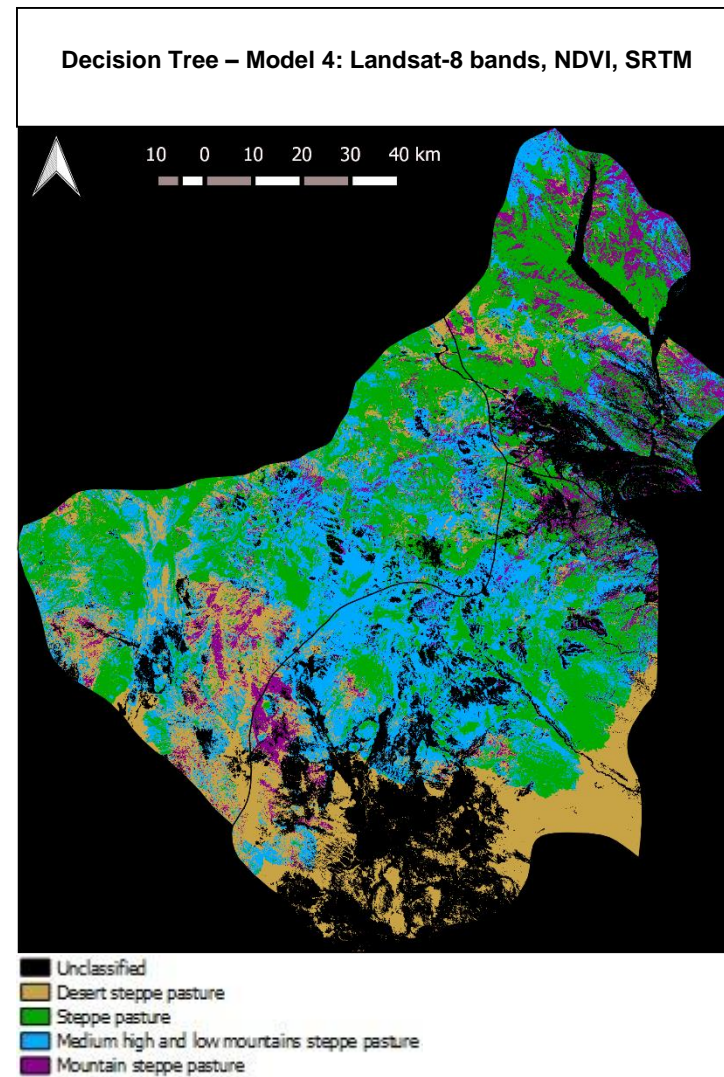 Decision Tree – Model 4: Landsat-8 bands, NDVI, SRTM
10 0 10 20 30 40 km
Unclassified
Desert steppe pasture
Steppe pasture
Medium high and low mountains steppe pasture
Mountain steppe pasture